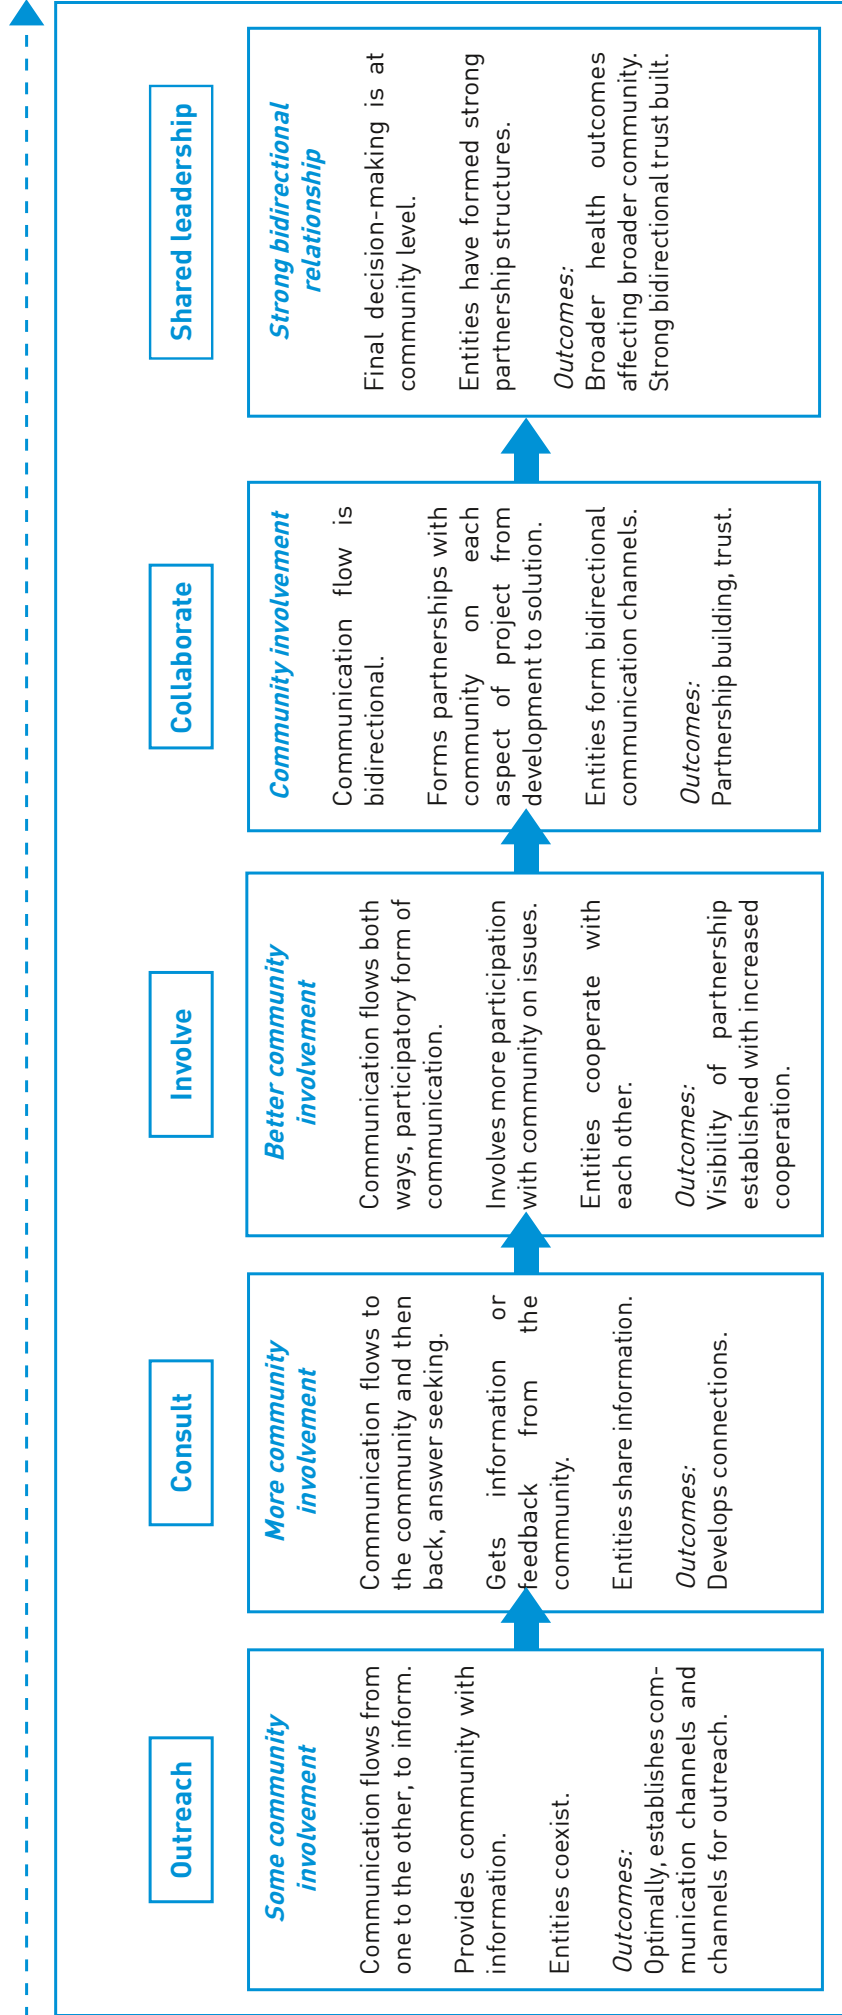 Outreach
Some community
involvement
Communication flows from
one to the other, to inform.
Provides community with
information.
Entities coexist.
Outcomes:
Optimally, establishes com-
munication channels and
channels for outreach.
Consult
More community
involvement
Communication flows to
the community and then
back, answer seeking.
Gets information or
feedback from the
community.
Entities share information.
Outcomes:
Develops connections.
Involve
Better community
involvement
Communication flows both
ways, participatory form of
communication.
Involves more participation
with community on issues.
Entities cooperate with
each other.
Outcomes:
Visibility of partnership
established with increased
cooperation.
Collaborate
Community involvement
Communication flow is
bidirectional.
Forms partnerships with
community on each
aspect of project from
development to solution.
Entities form bidirectional
communication channels.
Outcomes:
Partnership building, trust.
Shared leadership
Strong bidirectional
relationship
Final decision-making is at
community level.
Entities have formed strong
partnership structures.
Outcomes:
Broader health outcomes
affecting broader community.
Strong bidirectional trust built.